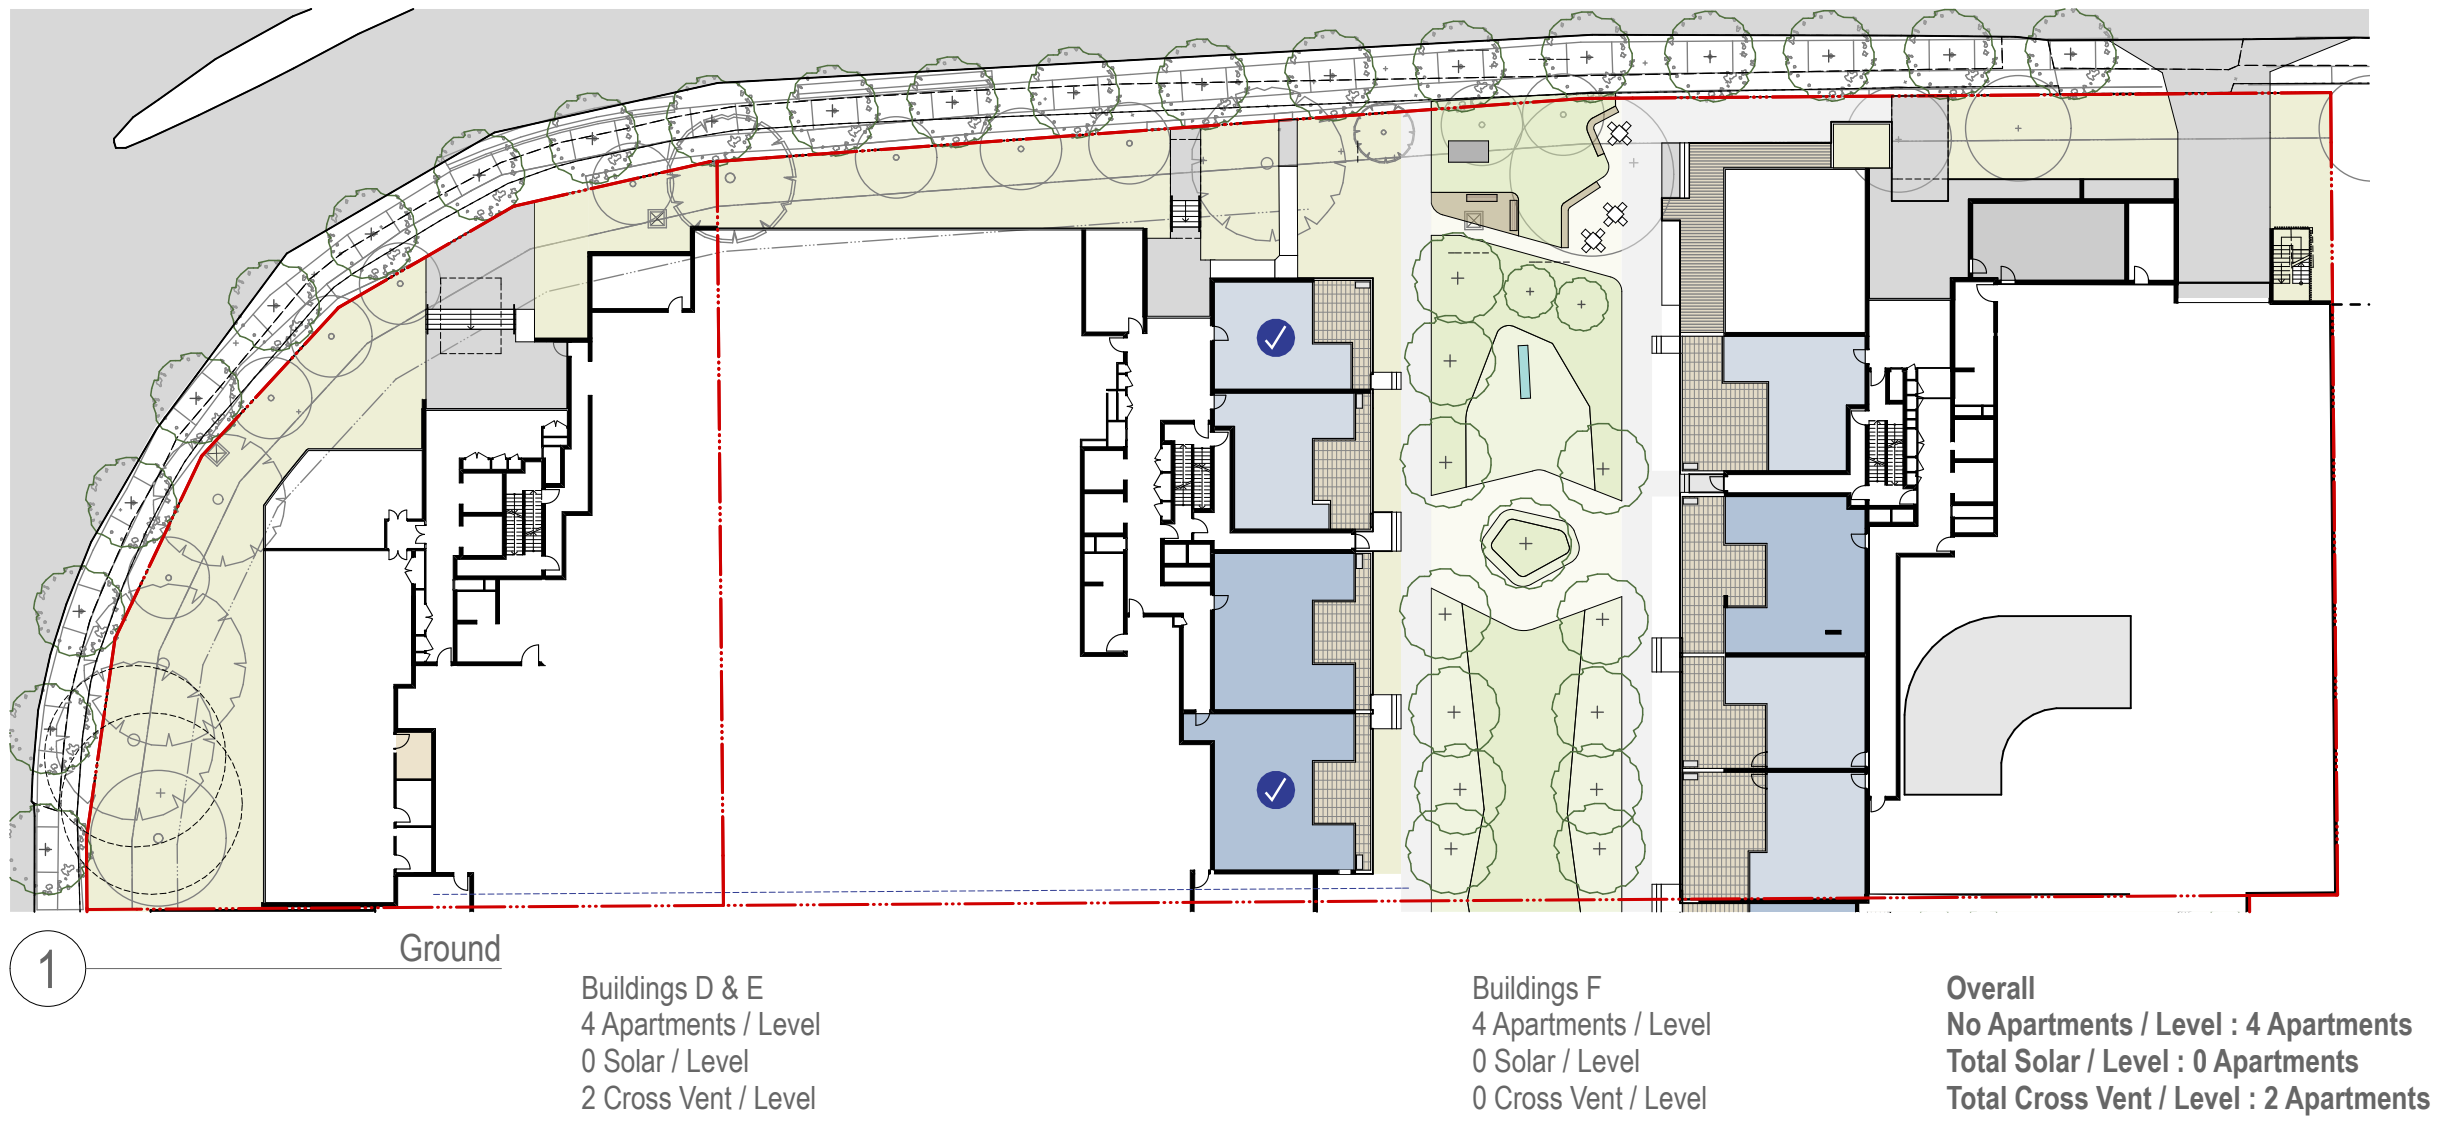 1
Ground
Buildings D & E
4 Apartments / Level
0 Solar / Level
2 Cross Vent / Level
Buildings F
4 Apartments / Level
0 Solar / Level
0 Cross Vent / Level
Overall
No Apartments / Level : 4 Apartments
Total Solar / Level : 0 Apartments
Total Cross Vent / Level : 2 Apartments